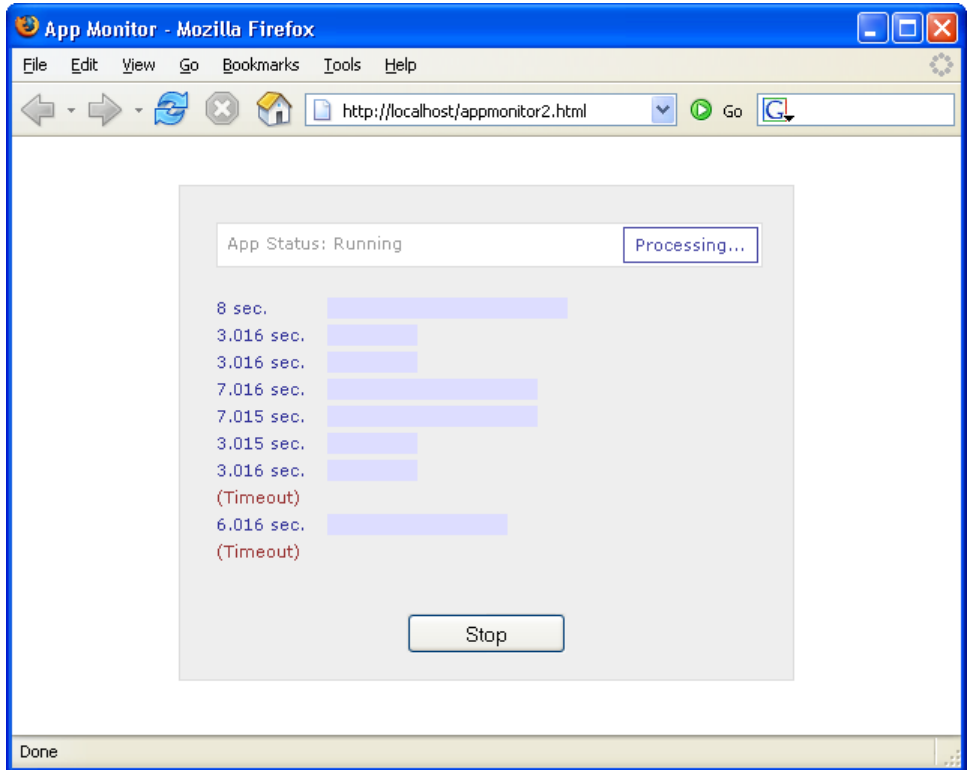 App Monitor - Mozilla Firefox
File Edit View Go Bookmarks Tools Help
http://localhost/appmonitor2.html Go G
App Status: Running Processing...
8 sec.
3.016 sec.
3.016 sec.
7.016 sec.
7.015 sec.
3.015 sec.
3.016 sec.
(Timeout)
6.016 sec.
(Timeout)
Stop
Done